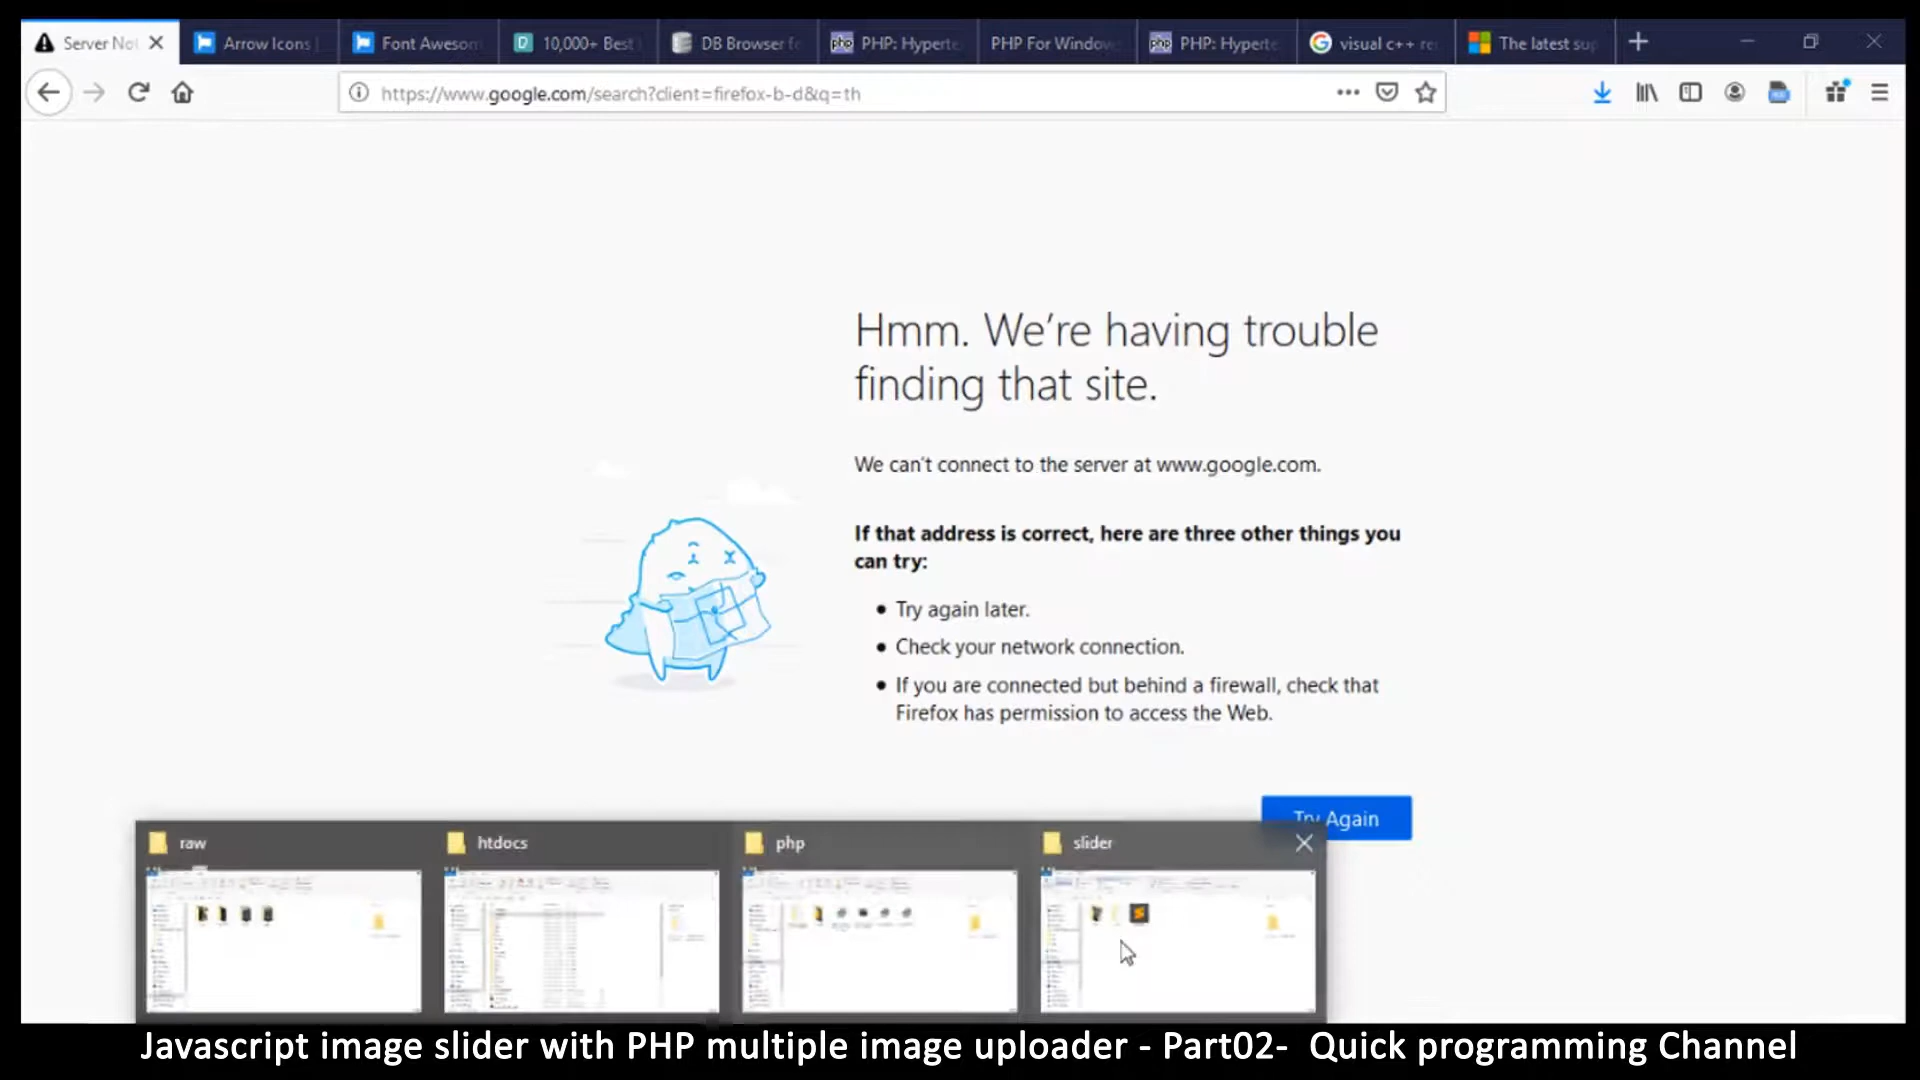 Server Not
Arrow Icons
Font Awesom
10,000+ Best
DB Browser fo
php PHP: Hyperte
PHP For Window
php PHP: Hyperte
visual c++ re
The latest sup
https://www.google.com/search?client=firefox-b-d&q=th
Hmm. We're having trouble
finding that site.
We can't connect to the server at www.google.com.
If that address is correct, here are three other things you
can try:
Try again later.
Check your network connection.
If you are connected but behind a firewall, check that
Firefox has permission to access the Web.
Try Again
raw
htdocs
php
slider
Javascript image slider with PHP multiple image uploader - Part02- Quick programming Channel